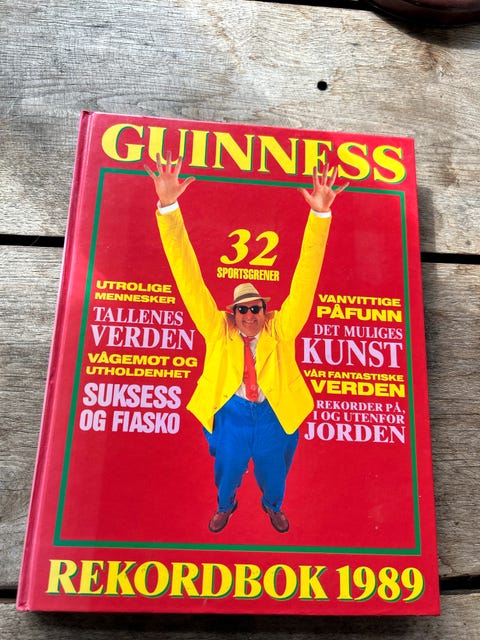 GUINNESS
32
SPORTSGRENER
UTROLIGE
MENNESKER
TALLENES
VERDEN
VÅGEMOT OG
UTHOLDENHET
SUKSESS
OG FIASKO
VANVITTIGE
PÅFUNN
DET MULIGES
KUNST
VÅR FANTASTISKE
VERDEN
REKORDER PÅ,
I OG UTENFOR
JORDEN
REKORDBOK 1989